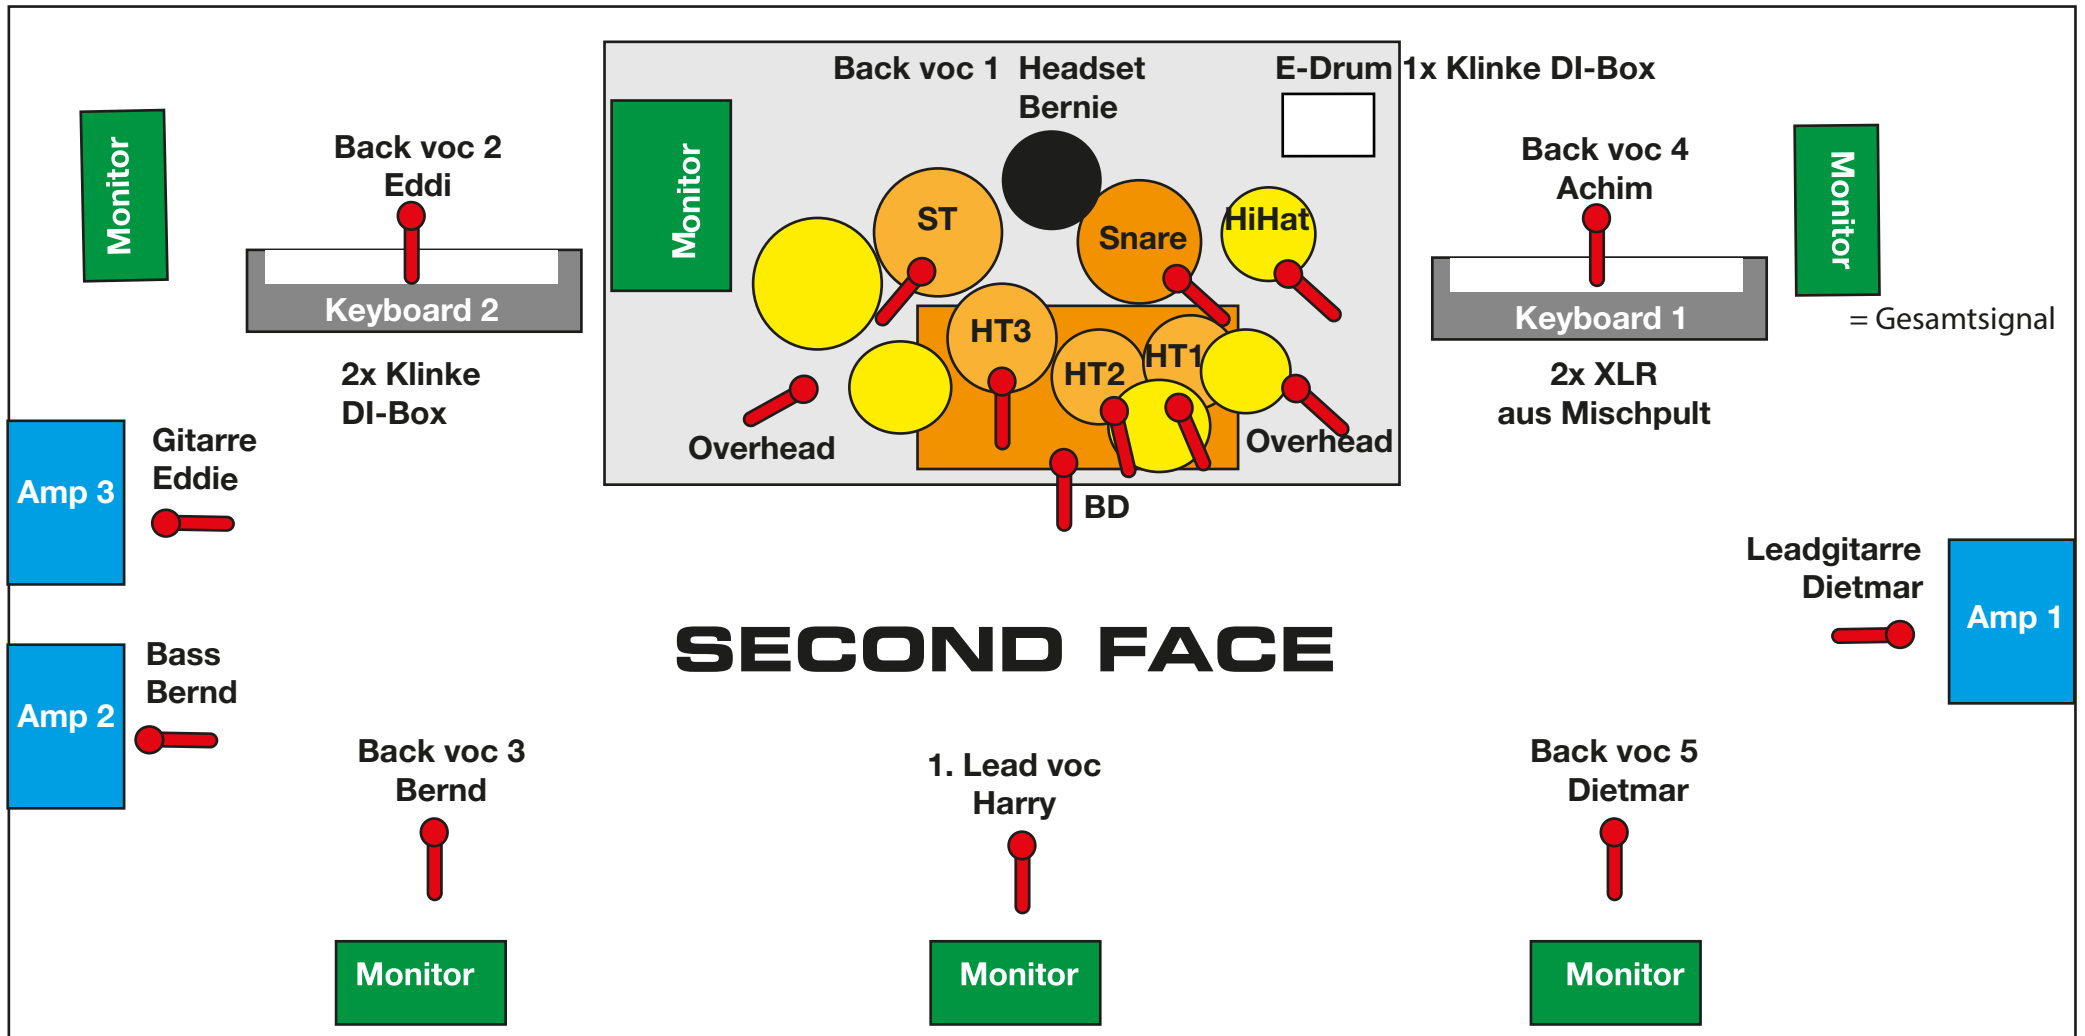 Back voc 1 Headset
Bernie
E-Drum 1x Klinke DI-Box
Monitor
Back voc 2
Eddi
Monitor
Back voc 4
Achim
Monitor
ST
Snare
HiHat
Keyboard 2
HT3
HT2
HT1
Keyboard 1
= Gesamtsignal
2x Klinke
DI-Box
2x XLR
aus Mischpult
Overhead
Overhead
Gitarre
Eddie
Amp 3
BD
Leadgitarre
Dietmar
Amp 1
SECOND FACE
Bass
Bernd
Amp 2
Back voc 3
Bernd
1. Lead voc
Harry
Back voc 5
Dietmar
Monitor
Monitor
Monitor